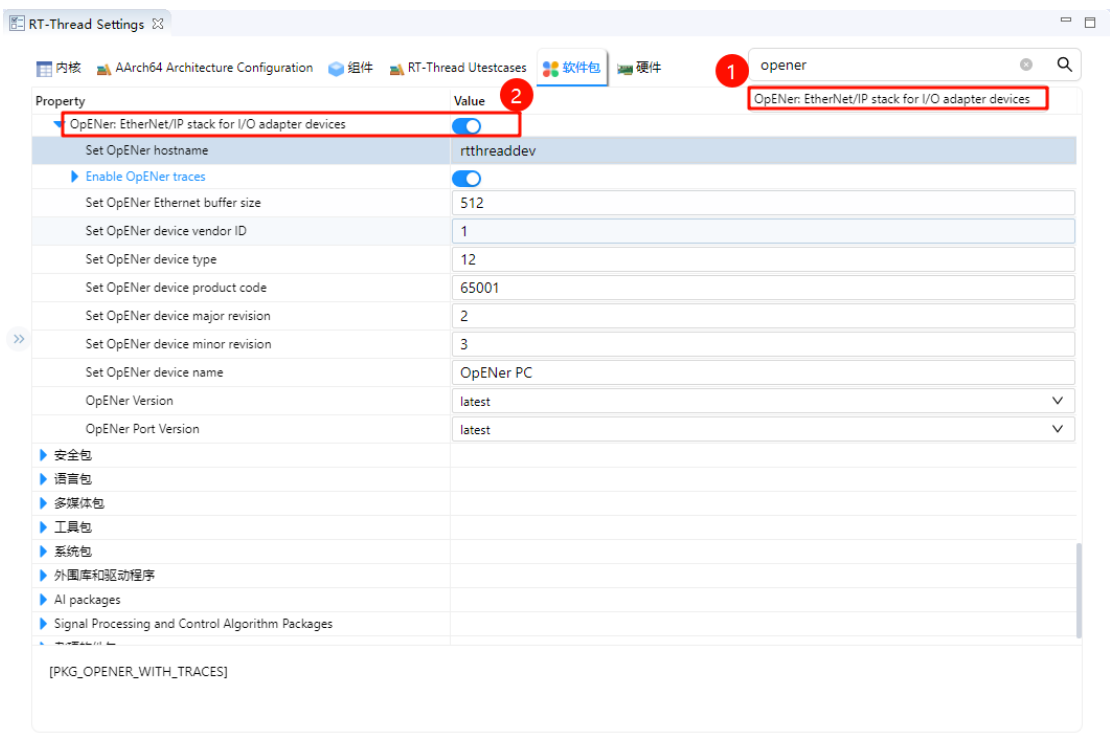 RT-Thread Settings
内核 AArch64 Architecture Configuration 组件 RT-Thread Utestcases 软件包 硬件 1 opener
Property Value 2 OpENer: EtherNet/IP stack for I/O adapter devices
OpENer: EtherNet/IP stack for I/O adapter devices
Set OpENer hostname rtthreaddev
Enable OpENer traces
Set OpENer Ethernet buffer size 512
Set OpENer device vendor ID 1
Set OpENer device type 12
Set OpENer device product code 65001
Set OpENer device major revision 2
Set OpENer device minor revision 3
Set OpENer device name OpENer PC
OpENer Version latest
OpENer Port Version latest
安全包
语言包
多媒体包
工具包
系统包
外围库和驱动程序
AI packages
Signal Processing and Control Algorithm Packages
[PKG_OPENER_WITH_TRACES]